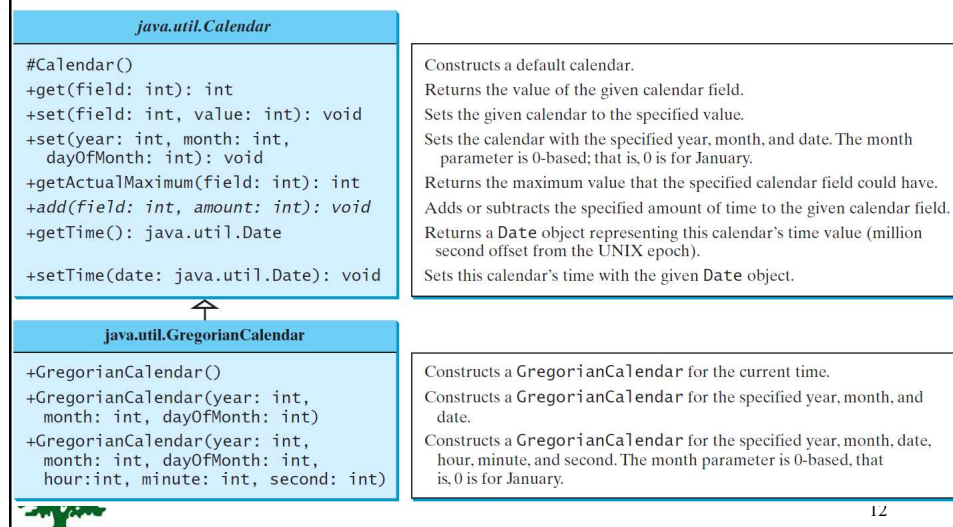 java.util.Calendar
#Calendar()
+get(field: int): int
+set(field: int, value: int): void
+set(year: int, month: int,
dayOfMonth: int): void
+getActualMaximum(field: int): int
+add(field: int, amount: int): void
+getTime(): java.util.Date
+setTime(date: java.util.Date): void
Constructs a default calendar.
Returns the value of the given calendar field.
Sets the given calendar to the specified value.
Sets the calendar with the specified year, month, and date. The month
parameter is 0-based; that is, 0 is for January.
Returns the maximum value that the specified calendar field could have.
Adds or subtracts the specified amount of time to the given calendar field.
Returns a Date object representing this calendar's time value (million
second offset from the UNIX epoch).
Sets this calendar's time with the given Date object.
java.util.GregorianCalendar
+GregorianCalendar()
+GregorianCalendar(year: int,
month: int, dayOfMonth: int)
+GregorianCalendar(year: int,
month: int, dayOfMonth: int,
hour:int, minute: int, second: int)
Constructs a GregorianCalendar for the current time.
Constructs a GregorianCalendar for the specified year, month, and
date.
Constructs a GregorianCalendar for the specified year, month, date,
hour, minute, and second. The month parameter is 0-based, that
is, 0 is for January.
12